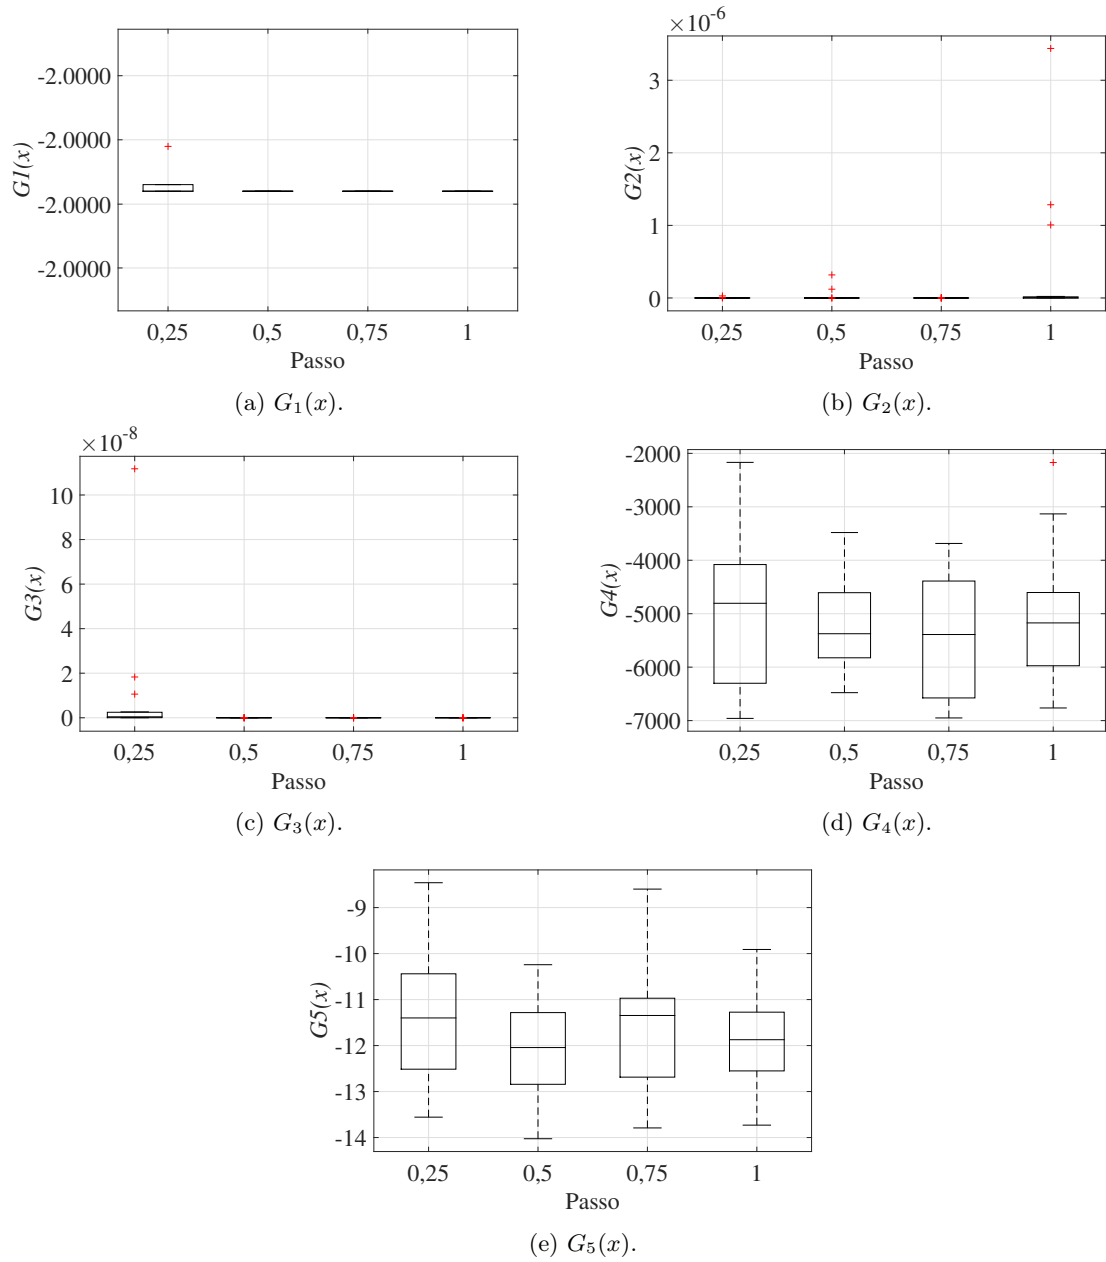 -2.0000
-2.0000
-2.0000
-2.0000
G1(x)
0,25 0,5 0,75 1
Passo
(a) G₁(x).
×10⁻⁶
3
2
1
0
G2(x)
0,25 0,5 0,75 1
Passo
(b) G₂(x).
×10⁻⁸
10
8
6
4
2
0
G3(x)
0,25 0,5 0,75 1
Passo
(c) G₃(x).
-2000
-3000
-4000
-5000
-6000
-7000
G4(x)
0,25 0,5 0,75 1
Passo
(d) G₄(x).
-9
-10
-11
-12
-13
-14
G5(x)
0,25 0,5 0,75 1
Passo
(e) G₅(x).